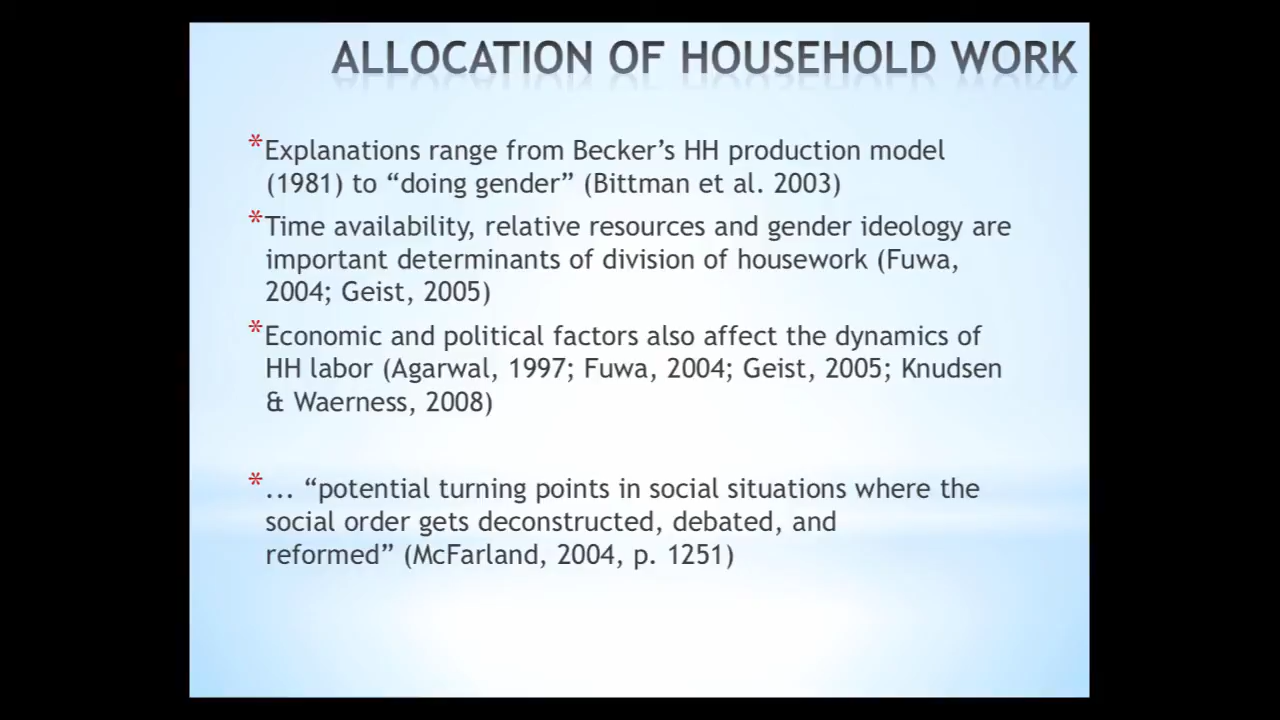 ALLOCATION OF HOUSEHOLD WORK
*Explanations range from Becker’s HH production model
(1981) to “doing gender” (Bittman et al. 2003)
*Time availability, relative resources and gender ideology are
important determinants of division of housework (Fuwa,
2004; Geist, 2005)
*Economic and political factors also affect the dynamics of
HH labor (Agarwal, 1997; Fuwa, 2004; Geist, 2005; Knudsen
& Waerness, 2008)
*... “potential turning points in social situations where the
social order gets deconstructed, debated, and
reformed” (McFarland, 2004, p. 1251)